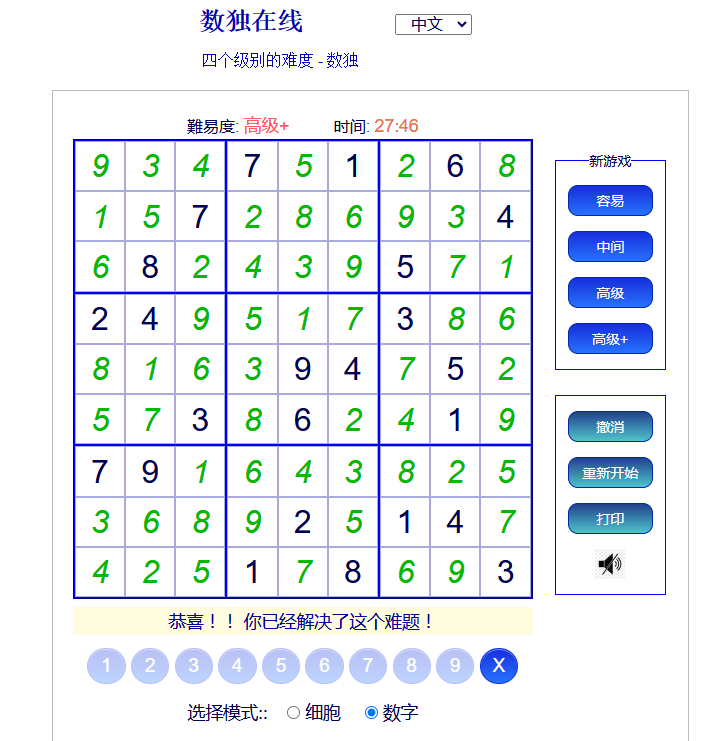 数独在线
中文
四个级别的难度 - 数独
難易度: 高级+ 时间: 27:46
9 3 4 7 5 1 2 6 8
1 5 7 2 8 6 9 3 4
6 8 2 4 3 9 5 7 1
2 4 9 5 1 7 3 8 6
8 1 6 3 9 4 7 5 2
5 7 3 8 6 2 4 1 9
7 9 1 6 4 3 8 2 5
3 6 8 9 2 5 1 4 7
4 2 5 1 7 8 6 9 3
恭喜！！ 你已经解决了这个难题！
1 2 3 4 5 6 7 8 9 X
选择模式:: 细胞 数字
新游戏
容易
中间
高级
高级+
撤消
重新开始
打印